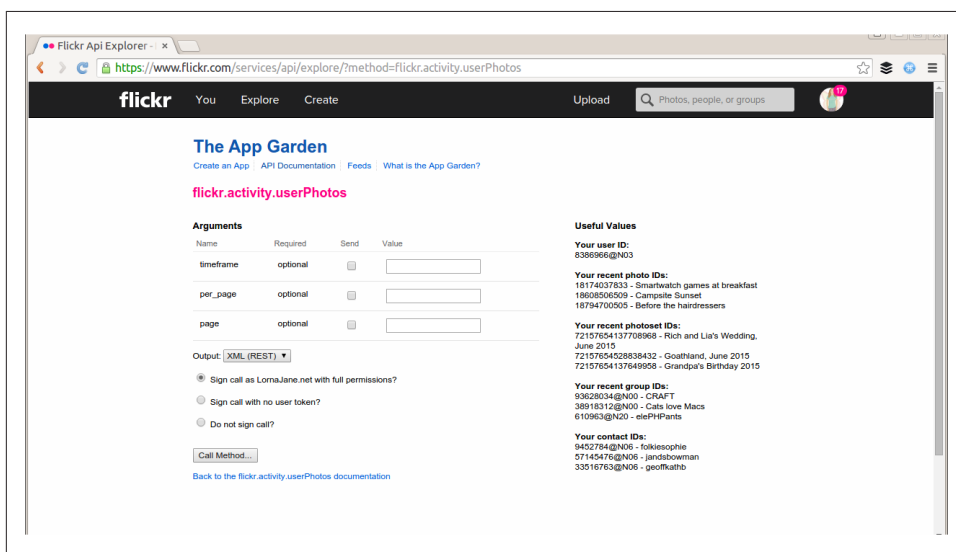 Flickr Api Explorer -
https://www.flickr.com/services/api/explore/?method=flickr.activity.userPhotos
flickr You Explore Create Upload Photos, people, or groups 17
The App Garden
Create an App API Documentation Feeds What is the App Garden?
flickr.activity.userPhotos
Arguments
Name Required Send Value
timeframe optional
per_page optional
page optional
Output: XML (REST)
Sign call as LornaJane.net with full permissions?
Sign call with no user token?
Do not sign call?
Call Method...
Back to the flickr.activity.userPhotos documentation
Useful Values
Your user ID:
8386966@N03
Your recent photo IDs:
18174037833 - Smartwatch games at breakfast
18608506509 - Campsite Sunset
18794700505 - Before the hairdressers
Your recent photoset IDs:
72157654137708968 - Rich and Lia's Wedding,
June 2015
72157654528838432 - Goathland, June 2015
72157654137649958 - Grandpa's Birthday 2015
Your recent group IDs:
93628034@N00 - CRAFT
38918312@N00 - Cats love Macs
610963@N20 - elePHPants
Your contact IDs:
9452784@N06 - folkiesophie
57145476@N06 - jandsbowman
33516763@N06 - geoffkathb